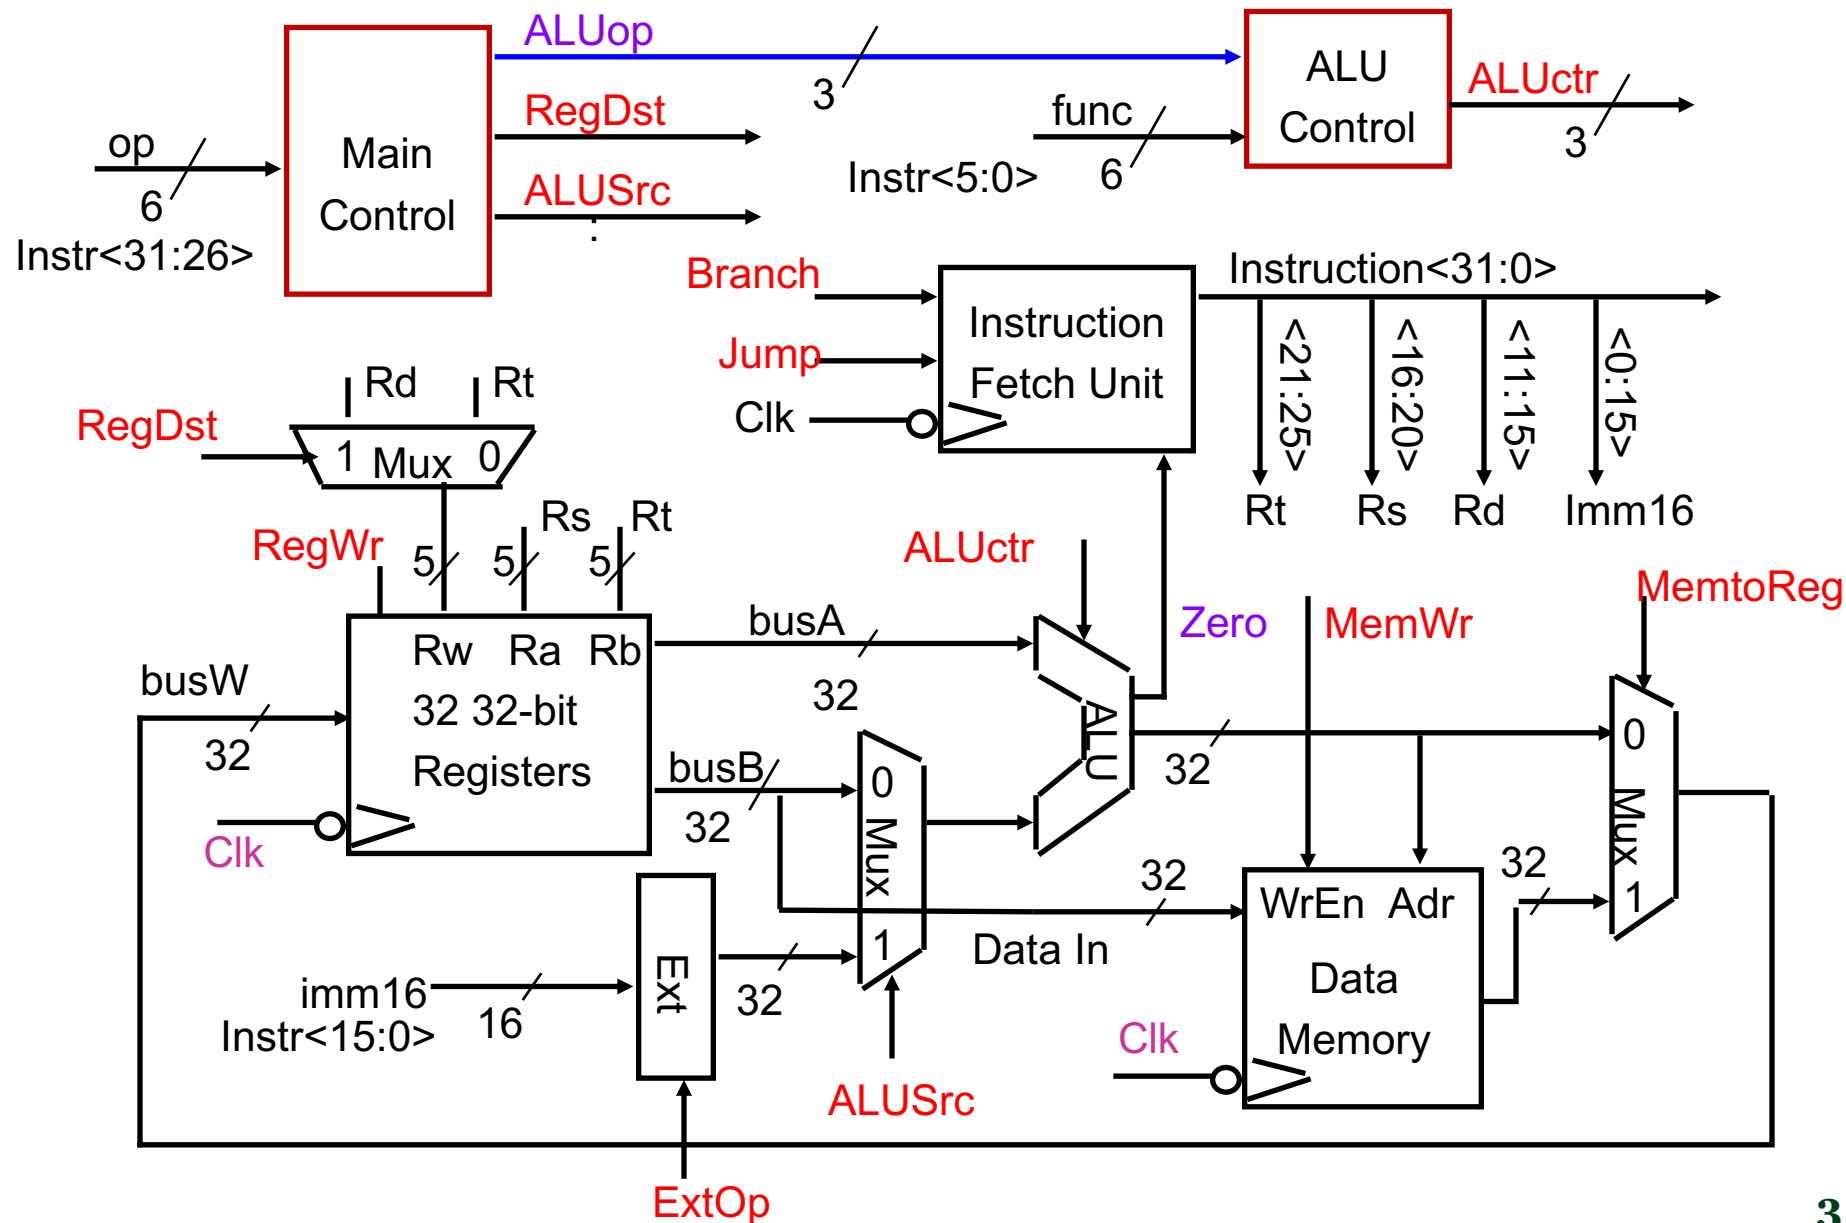 ALUop
3
ALU
Control
ALUctr
3
RegDst
func
6
Instr<5:0>
op
6
Instr<31:26>
Main
Control
ALUSrc
:
Branch
Jump
Clk
Instruction
Fetch Unit
Instruction<31:0>
<21:25>
<16:20>
<11:15>
<0:15>
Rt
Rs
Rd
Imm16
Rd
Rt
RegDst
1
Mux
0
RegWr
5
5
Rs
5
Rt
ALUctr
Zero
MemWr
MemtoReg
busW
32
Rw
Ra
Rb
32 32-bit
Registers
Clk
busA
32
busB
32
0
Mux
1
ALU
32
0
Mux
1
32
Data In
32
WrEn
Adr
Data
Memory
Clk
imm16
Instr<15:0>
16
Ext
32
ALUSrc
ExtOp
3